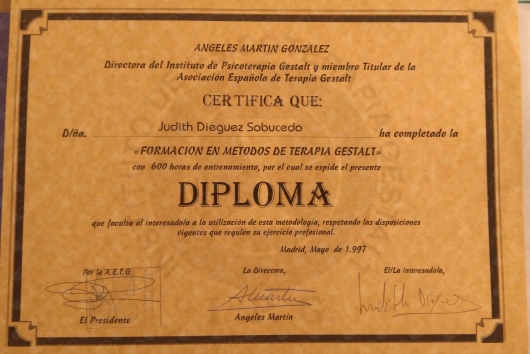 ANGELES MARTIN GONZALEZ
Directora del Instituto de Psicoterapia Gestalt y miembro Titular de la
Asociación Española de Terapia Gestalt
CERTIFICA QUE:
D/ña. Judith Dieguez Sabucedo ha completado la
«FORMACION EN METODOS DE TERAPIA GESTALT»
con 600 horas de entrenamiento, por el cual se expide el presente
DIPLOMA
que faculta al interesado/a a la utilización de esta metodología, respetando las disposiciones
vigentes que regulen su ejercicio profesional.
Madrid, Mayo de 1.997
Por la A.E.T.G. La Directora, El/La interesado/a,
El Presidente Angeles Martín